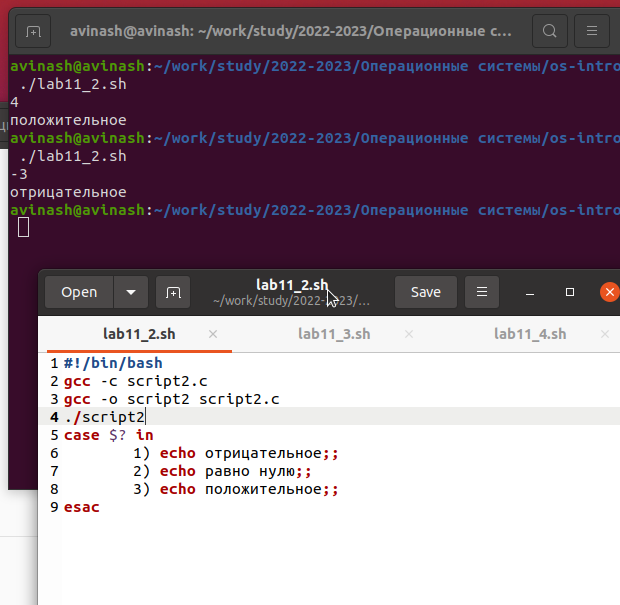 avinash@avinash: ~/work/study/2022-2023/Операционные с...
avinash@avinash:~/work/study/2022-2023/Операционные системы/os-intro
./lab11_2.sh
4
положительное
avinash@avinash:~/work/study/2022-2023/Операционные системы/os-intro
./lab11_2.sh
-3
отрицательное
avinash@avinash:~/work/study/2022-2023/Операционные системы/os-intro
Open
lab11_2.sh
~/work/study/2022-2023/...
Save
lab11_2.sh
lab11_3.sh
lab11_4.sh
1 #!/bin/bash
2 gcc -c script2.c
3 gcc -o script2 script2.c
4 ./script2
5 case $? in
6 1) echo отрицательное;;
7 2) echo равно нулю;;
8 3) echo положительное;;
9 esac